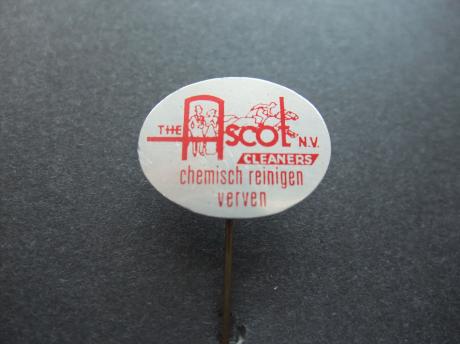 THE ASCOT N.V.
CLEANERS
chemisch reinigen
verven